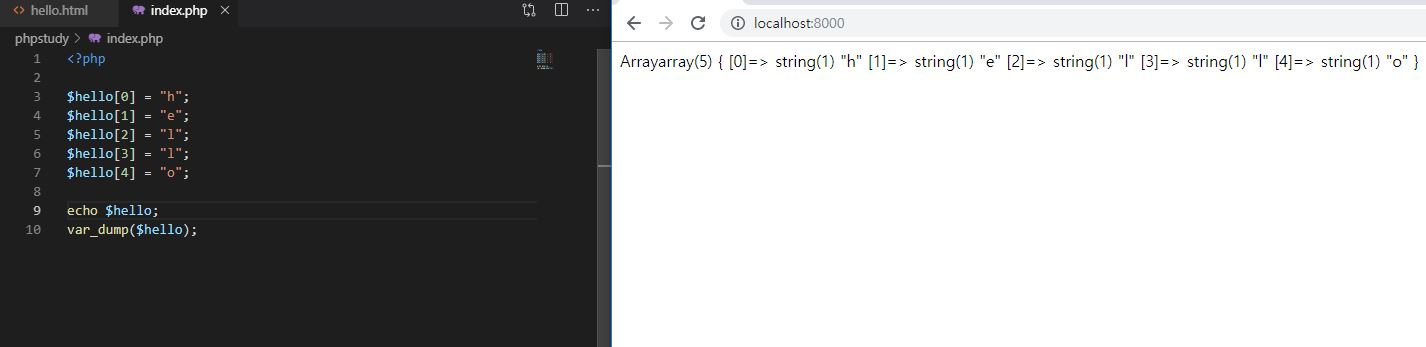 hello.html index.php
phpstudy > index.php
1 <?php
2
3 $hello[0] = "h";
4 $hello[1] = "e";
5 $hello[2] = "l";
6 $hello[3] = "l";
7 $hello[4] = "o";
8
9 echo $hello;
10 var_dump($hello);
localhost:8000
Arrayarray(5) { [0]=> string(1) "h" [1]=> string(1) "e" [2]=> string(1) "l" [3]=> string(1) "l" [4]=> string(1) "o" }